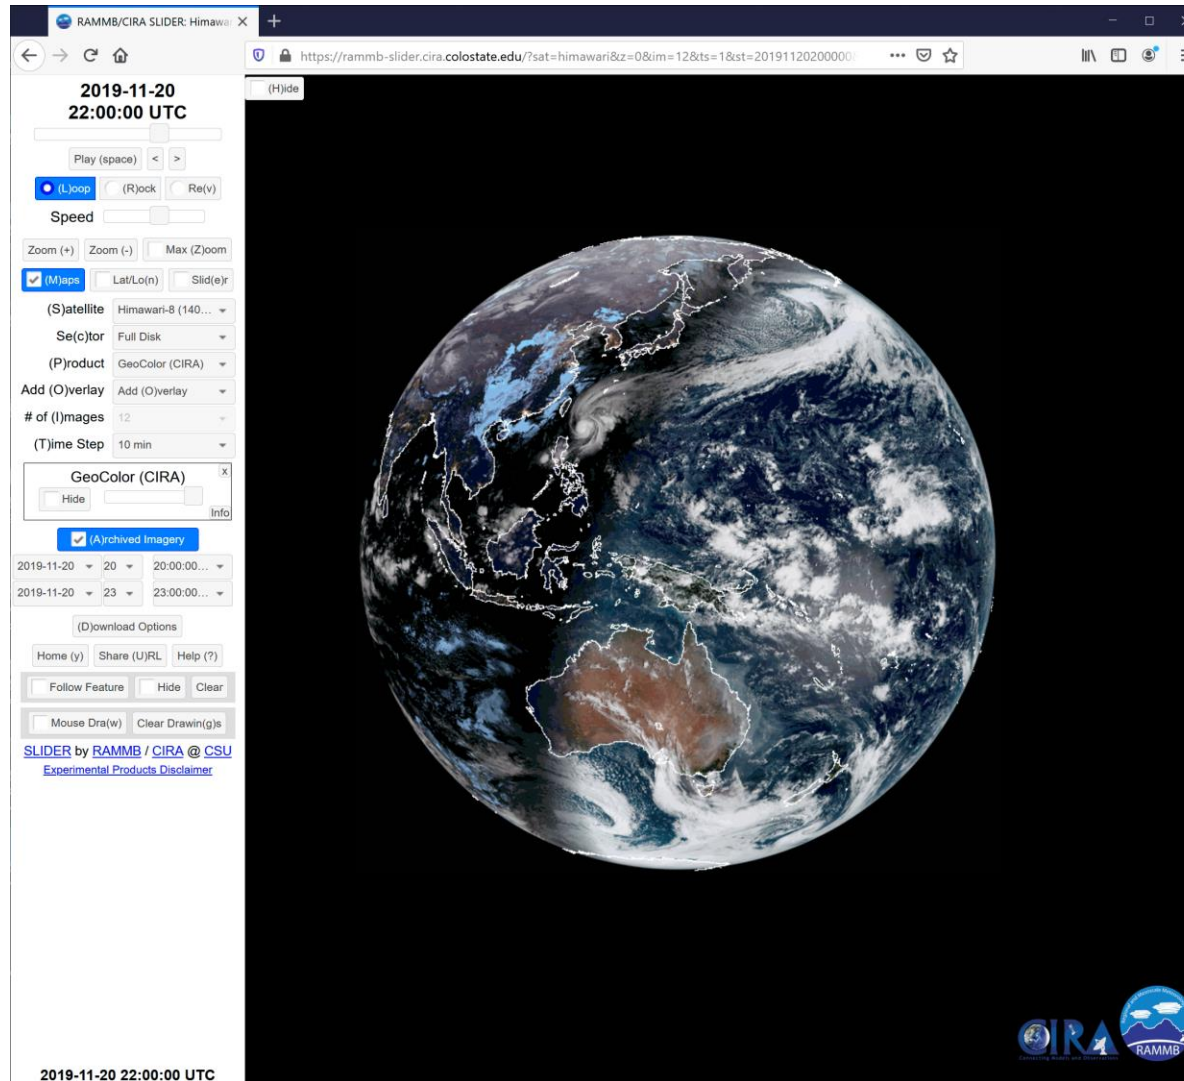 RAMMB/CIRA SLIDER: Himawa
https://rammb-slider.cira.colostate.edu/?sat=himawari&z=0&im=12&ts=1&st=20191120200000
2019-11-20
22:00:00 UTC
(H)ide
Play (space) < >
(L)oop (R)ock Re(v)
Speed
Zoom (+) Zoom (-) Max (Z)oom
(M)aps Lat/Lo(n) Slid(e)r
(S)atellite Himawari-8 (140...
Se(c)tor Full Disk
(P)roduct GeoColor (CIRA)
Add (O)verlay Add (O)verlay
# of (I)mages 12
(T)ime Step 10 min
GeoColor (CIRA) x
Hide
Info
(A)rchived Imagery
2019-11-20 20 20:00:00...
2019-11-20 23 23:00:00...
(D)ownload Options
Home (y) Share (U)RL Help (?)
Follow Feature Hide Clear
Mouse Dra(w) Clear Drawin(g)s
SLIDER by RAMMB / CIRA @ CSU
Experimental Products Disclaimer
CIRA
RAMMB
2019-11-20 22:00:00 UTC